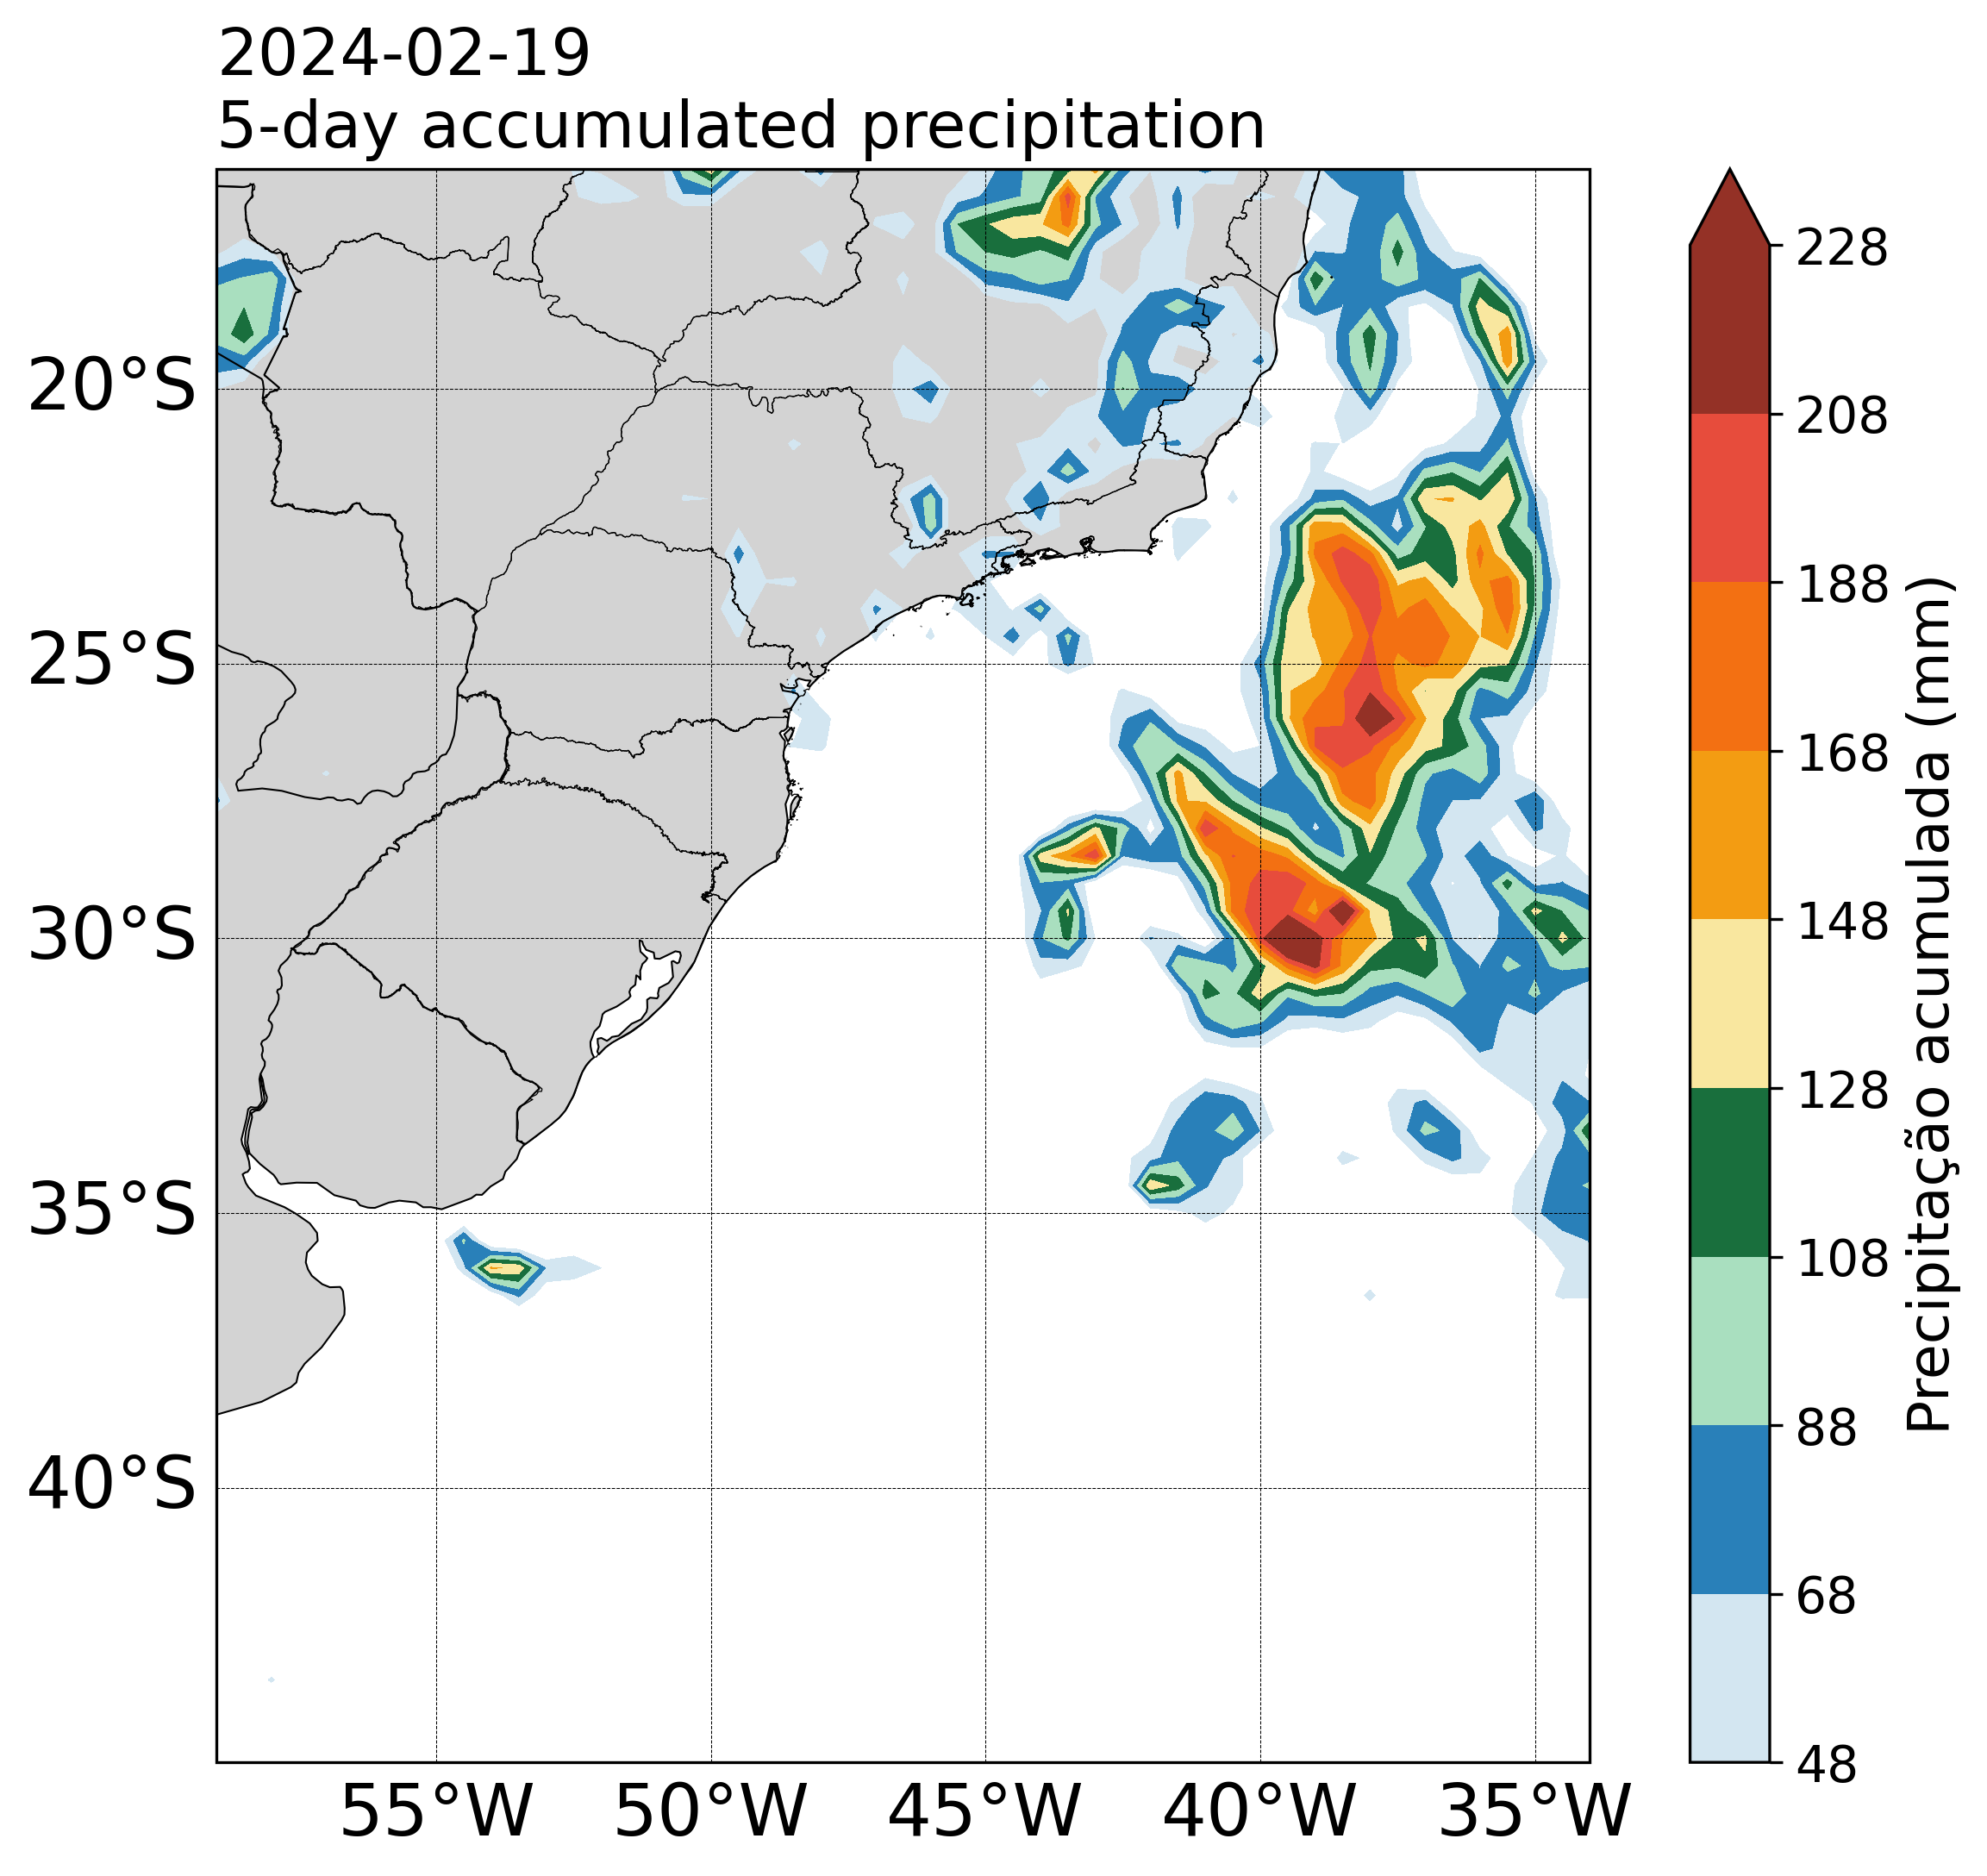 2024-02-19
5-day accumulated precipitation
20°S
25°S
30°S
35°S
40°S
55°W
50°W
45°W
40°W
35°W
228
208
188
168
148
128
108
88
68
48
Precipitação acumulada (mm)